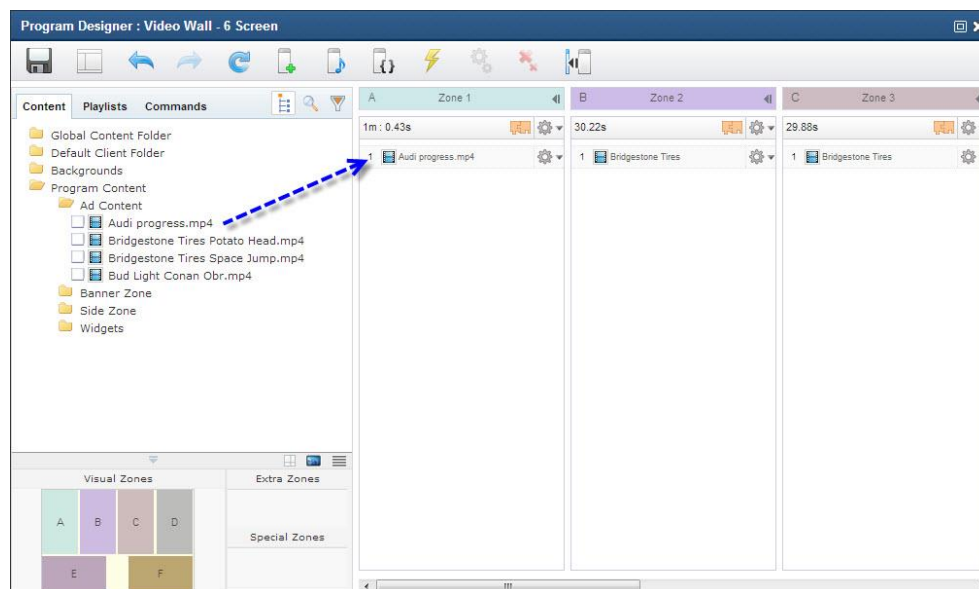 Program Designer : Video Wall - 6 Screen
Content Playlists Commands
Global Content Folder
Default Client Folder
Backgrounds
Program Content
Ad Content
Audi progress.mp4
Bridgestone Tires Potato Head.mp4
Bridgestone Tires Space Jump.mp4
Bud Light Conan Obr.mp4
Banner Zone
Side Zone
Widgets
A Zone 1
1m : 0.43s
1 Audi progress.mp4
B Zone 2
30.22s
1 Bridgestone Tires
C Zone 3
29.88s
1 Bridgestone Tires
Visual Zones
A B C D
E F
Extra Zones
Special Zones